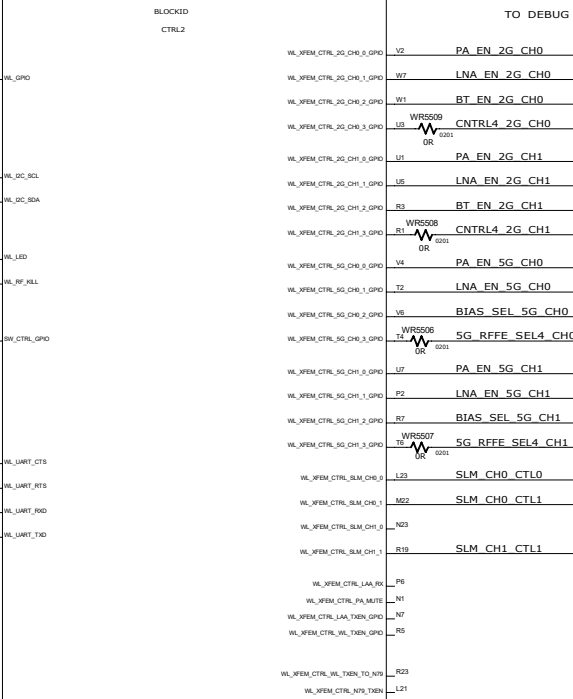 BLOCKID
CTRL2
TO DEBUG
WL_XFEM_CTRL_2G_CH0_0_GPIO V2 PA_EN_2G_CH0
WL_GPIO WL_XFEM_CTRL_2G_CH0_1_GPIO W7 LNA_EN_2G_CH0
WL_XFEM_CTRL_2G_CH0_2_GPIO W1 BT_EN_2G_CH0
WR5509
WL_XFEM_CTRL_2G_CH0_3_GPIO U3 CNTRL4_2G_CH0
0201
0R
WL_XFEM_CTRL_2G_CH1_0_GPIO U1 PA_EN_2G_CH1
WL_I2C_SCL WL_XFEM_CTRL_2G_CH1_1_GPIO U5 LNA_EN_2G_CH1
WL_I2C_SDA WL_XFEM_CTRL_2G_CH1_2_GPIO R3 BT_EN_2G_CH1
WR5508
WL_XFEM_CTRL_2G_CH1_3_GPIO R1 CNTRL4_2G_CH1
0201
0R
WL_LED WL_XFEM_CTRL_5G_CH0_0_GPIO V4 PA_EN_5G_CH0
WL_RF_KILL WL_XFEM_CTRL_5G_CH0_1_GPIO T2 LNA_EN_5G_CH0
WL_XFEM_CTRL_5G_CH0_2_GPIO V6 BIAS_SEL_5G_CH0
WR5506
SW_CTRL_GPIO WL_XFEM_CTRL_5G_CH0_3_GPIO T4 5G_RFFE_SEL4_CH0
0201
0R
WL_XFEM_CTRL_5G_CH1_0_GPIO U7 PA_EN_5G_CH1
WL_XFEM_CTRL_5G_CH1_1_GPIO P2 LNA_EN_5G_CH1
WL_XFEM_CTRL_5G_CH1_2_GPIO R7 BIAS_SEL_5G_CH1
WR5507
WL_XFEM_CTRL_5G_CH1_3_GPIO T6 5G_RFFE_SEL4_CH1
0201
0R
WL_UART_CTS WL_XFEM_CTRL_SLM_CH0_0 L23 SLM_CH0_CTL0
WL_UART_RTS WL_XFEM_CTRL_SLM_CH0_1 M22 SLM_CH0_CTL1
WL_UART_RXD WL_XFEM_CTRL_SLM_CH1_0 N23
WL_UART_TXD WL_XFEM_CTRL_SLM_CH1_1 R19 SLM_CH1_CTL1
WL_XFEM_CTRL_LAA_RX P6
WL_XFEM_CTRL_PA_MUTE N1
WL_XFEM_CTRL_LAA_TXEN_GPIO N7
WL_XFEM_CTRL_WL_TXEN_GPIO R5
WL_XFEM_CTRL_WL_TXEN_TO_N79 R23
WL_XFEM_CTRL_N79_TXEN L21